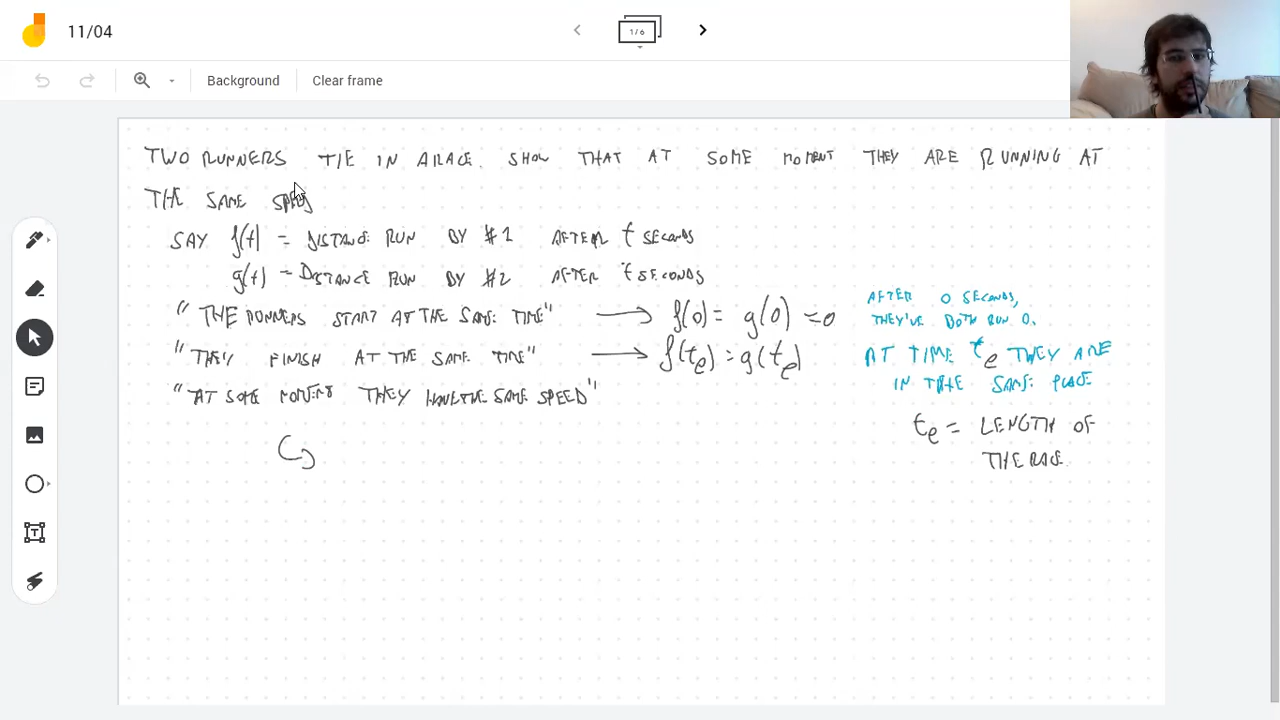 11/04
1/6
Background
Clear frame
TWO RUNNERS TIE IN A RACE. SHOW THAT AT SOME MOMENT THEY ARE RUNNING AT
THE SAME SPEED
SAY f(t) = DISTANCE RUN BY #1 AFTER t SECONDS
g(t) = DISTANCE RUN BY #2 AFTER t SECONDS
"THE RUNNERS START AT THE SAME TIME" → f(0) = g(0) = 0
AFTER 0 SECONDS,
THEY'VE BOTH RUN 0.
"THEY FINISH AT THE SAME TIME" → f(te) = g(te)
AT TIME te THEY ARE
IN THE SAME PLACE
"AT SOME MOMENT THEY HAVE THE SAME SPEED"
te = LENGTH OF
THE RACE.